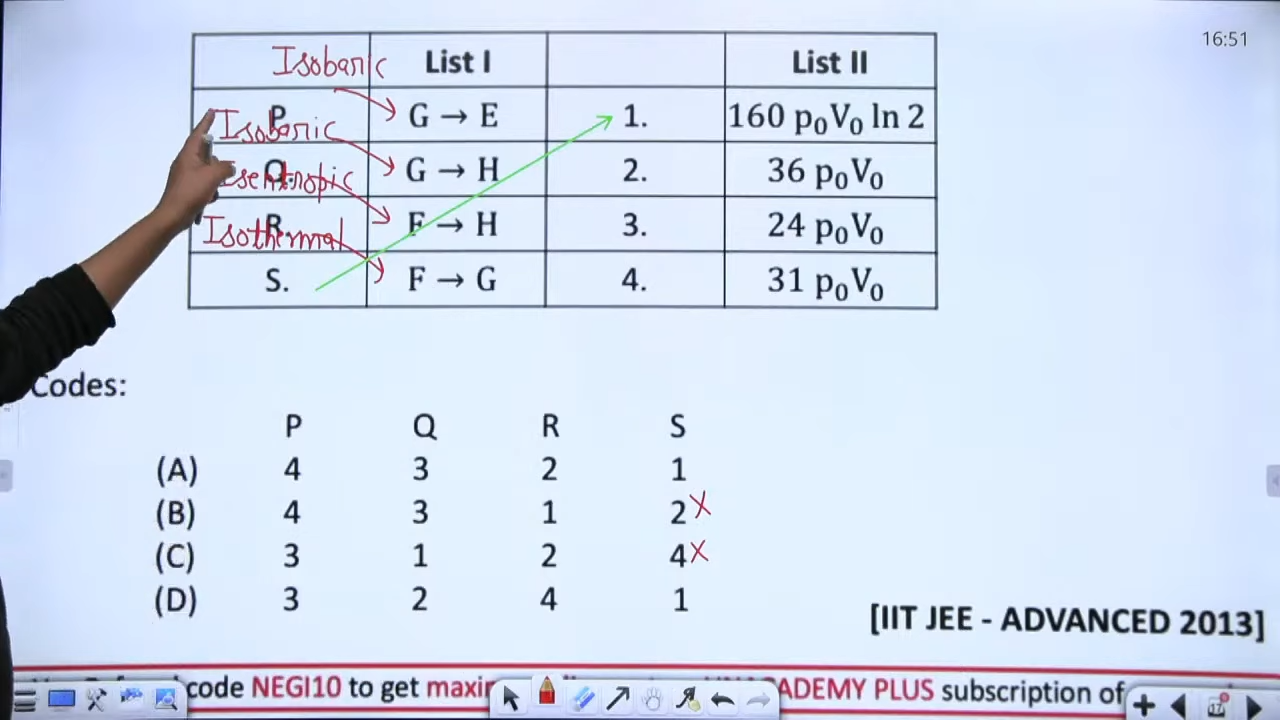 16:51
Isobaric List I List II
P G → E 1. 160 p₀V₀ ln 2
Isobaric
Q. G → H 2. 36 p₀V₀
Isentropic
R. F → H 3. 24 p₀V₀
Isothermal
S. F → G 4. 31 p₀V₀
Codes:
P Q R S
(A) 4 3 2 1
(B) 4 3 1 2 X
(C) 3 1 2 4 X
(D) 3 2 4 1
[IIT JEE - ADVANCED 2013]
code NEGI10 to get PLUS subscription of